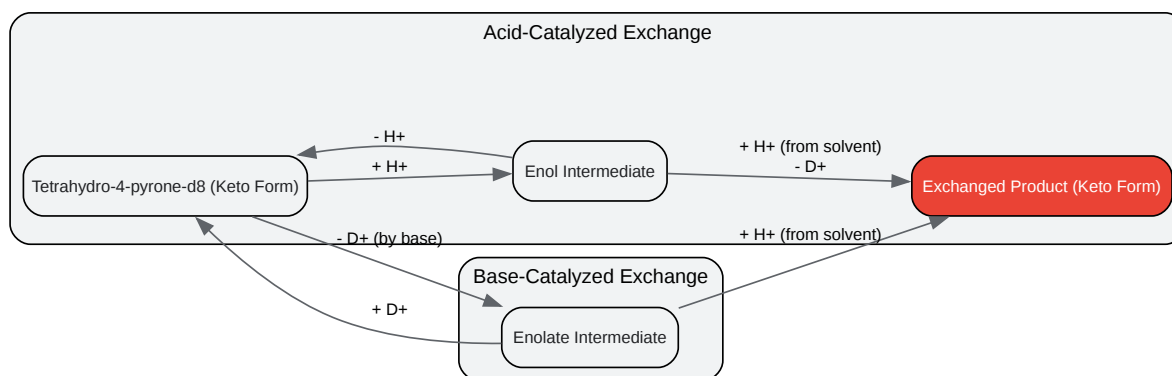 Acid-Catalyzed Exchange
- H+
+ H+
+ H+ (from solvent)
- D+
Tetrahydro-4-pyrone-d8 (Keto Form)
Enol Intermediate
Exchanged Product (Keto Form)
- D+ (by base)
+ H+ (from solvent)
Base-Catalyzed Exchange
+ D+
Enolate Intermediate